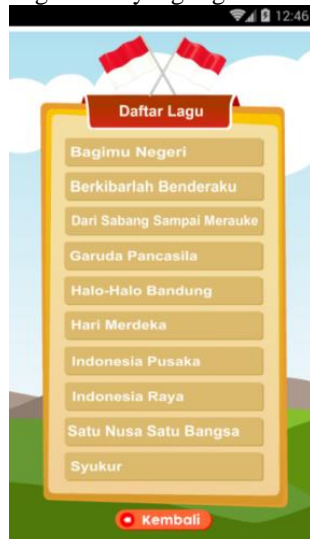 12:46
Daftar Lagu
Bagimu Negeri
Berkibarlah Benderaku
Dari Sabang Sampai Merauke
Garuda Pancasila
Halo-Halo Bandung
Hari Merdeka
Indonesia Pusaka
Indonesia Raya
Satu Nusa Satu Bangsa
Syukur
Kembali